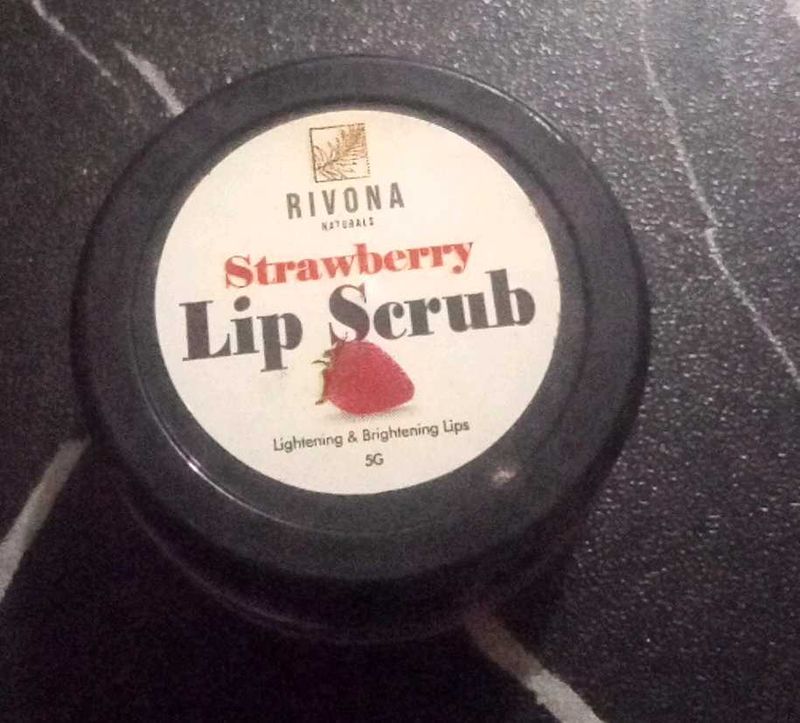 RIVONA
NATURALS
Strawberry
Lip Scrub
Lightening & Brightening Lips
5G